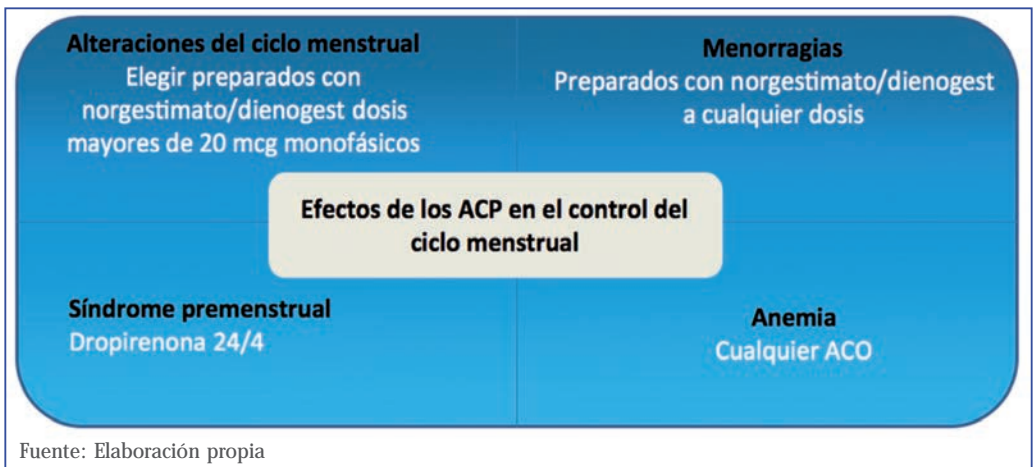 Alteraciones del ciclo menstrual
Elegir preparados con
norgestimato/dienogest dosis
mayores de 20 mcg monofásicos
Menorragias
Preparados con norgestimato/dienogest
a cualquier dosis
Efectos de los ACP en el control del
ciclo menstrual
Síndrome premenstrual
Dropirenona 24/4
Anemia
Cualquier ACO
Fuente: Elaboración propia